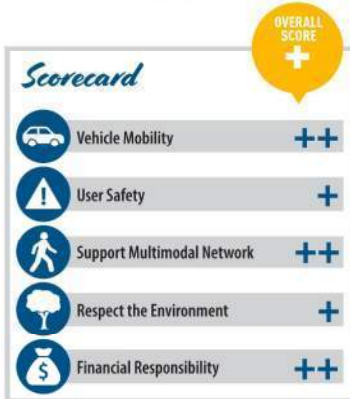 OVERALL
SCORE
+
Scorecard
Vehicle Mobility ++
User Safety +
Support Multimodal Network ++
Respect the Environment +
Financial Responsibility ++